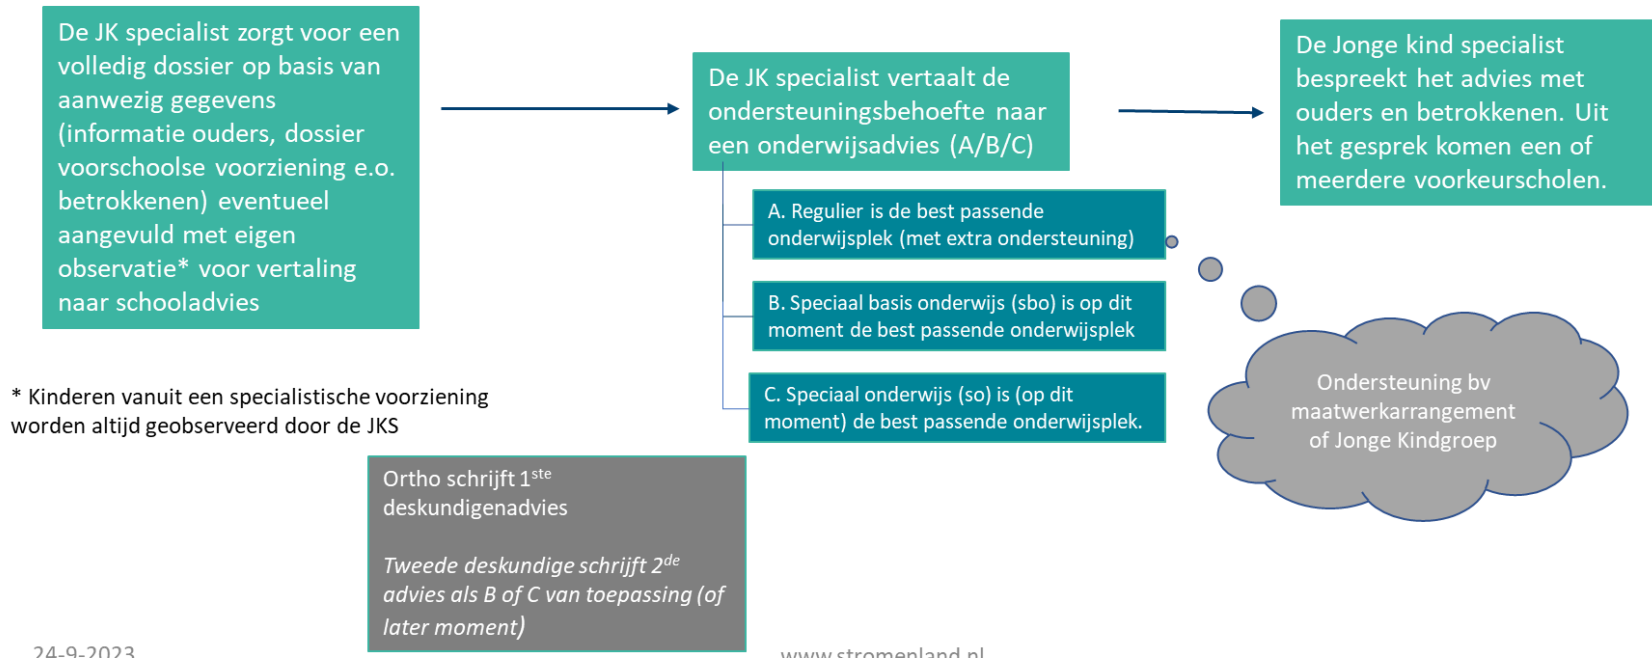 De JK specialist zorgt voor een
volledig dossier op basis van
aanwezig gegevens
(informatie ouders, dossier
voorschoolse voorziening e.o.
betrokkenen) eventueel
aangevuld met eigen
observatie* voor vertaling
naar schooladvies
De JK specialist vertaalt de
ondersteuningsbehoefte naar
een onderwijsadvies (A/B/C)
De Jonge kind specialist
bespreekt het advies met
ouders en betrokkenen. Uit
het gesprek komen een of
meerdere voorkeurscholen.
A. Regulier is de best passende
onderwijsplek (met extra ondersteuning)
B. Speciaal basis onderwijs (sbo) is op dit
moment de best passende onderwijsplek
C. Speciaal onderwijs (so) is (op dit
moment) de best passende onderwijsplek.
Ondersteuning bv
maatwerkarrangement
of Jonge Kindgroep
* Kinderen vanuit een specialistische voorziening
worden altijd geobserveerd door de JKS
Ortho schrijft 1ste
deskundigenadvies
Tweede deskundige schrijft 2de
advies als B of C van toepassing (of
later moment)
24-9-2023
www.stromenland.nl